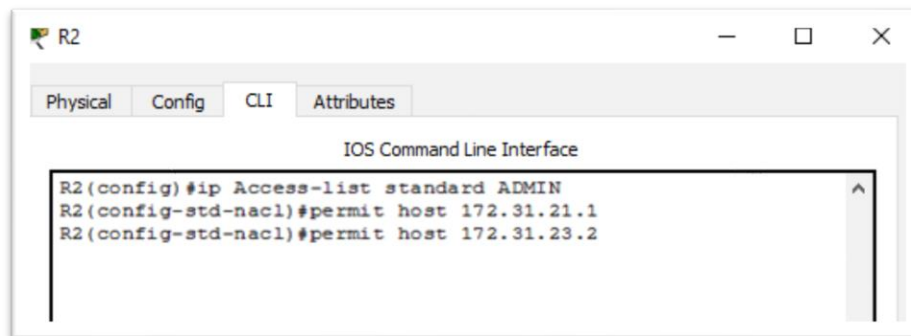 R2
Physical Config CLI Attributes
IOS Command Line Interface
R2(config)#ip Access-list standard ADMIN
R2(config-std-nacl)#permit host 172.31.21.1
R2(config-std-nacl)#permit host 172.31.23.2